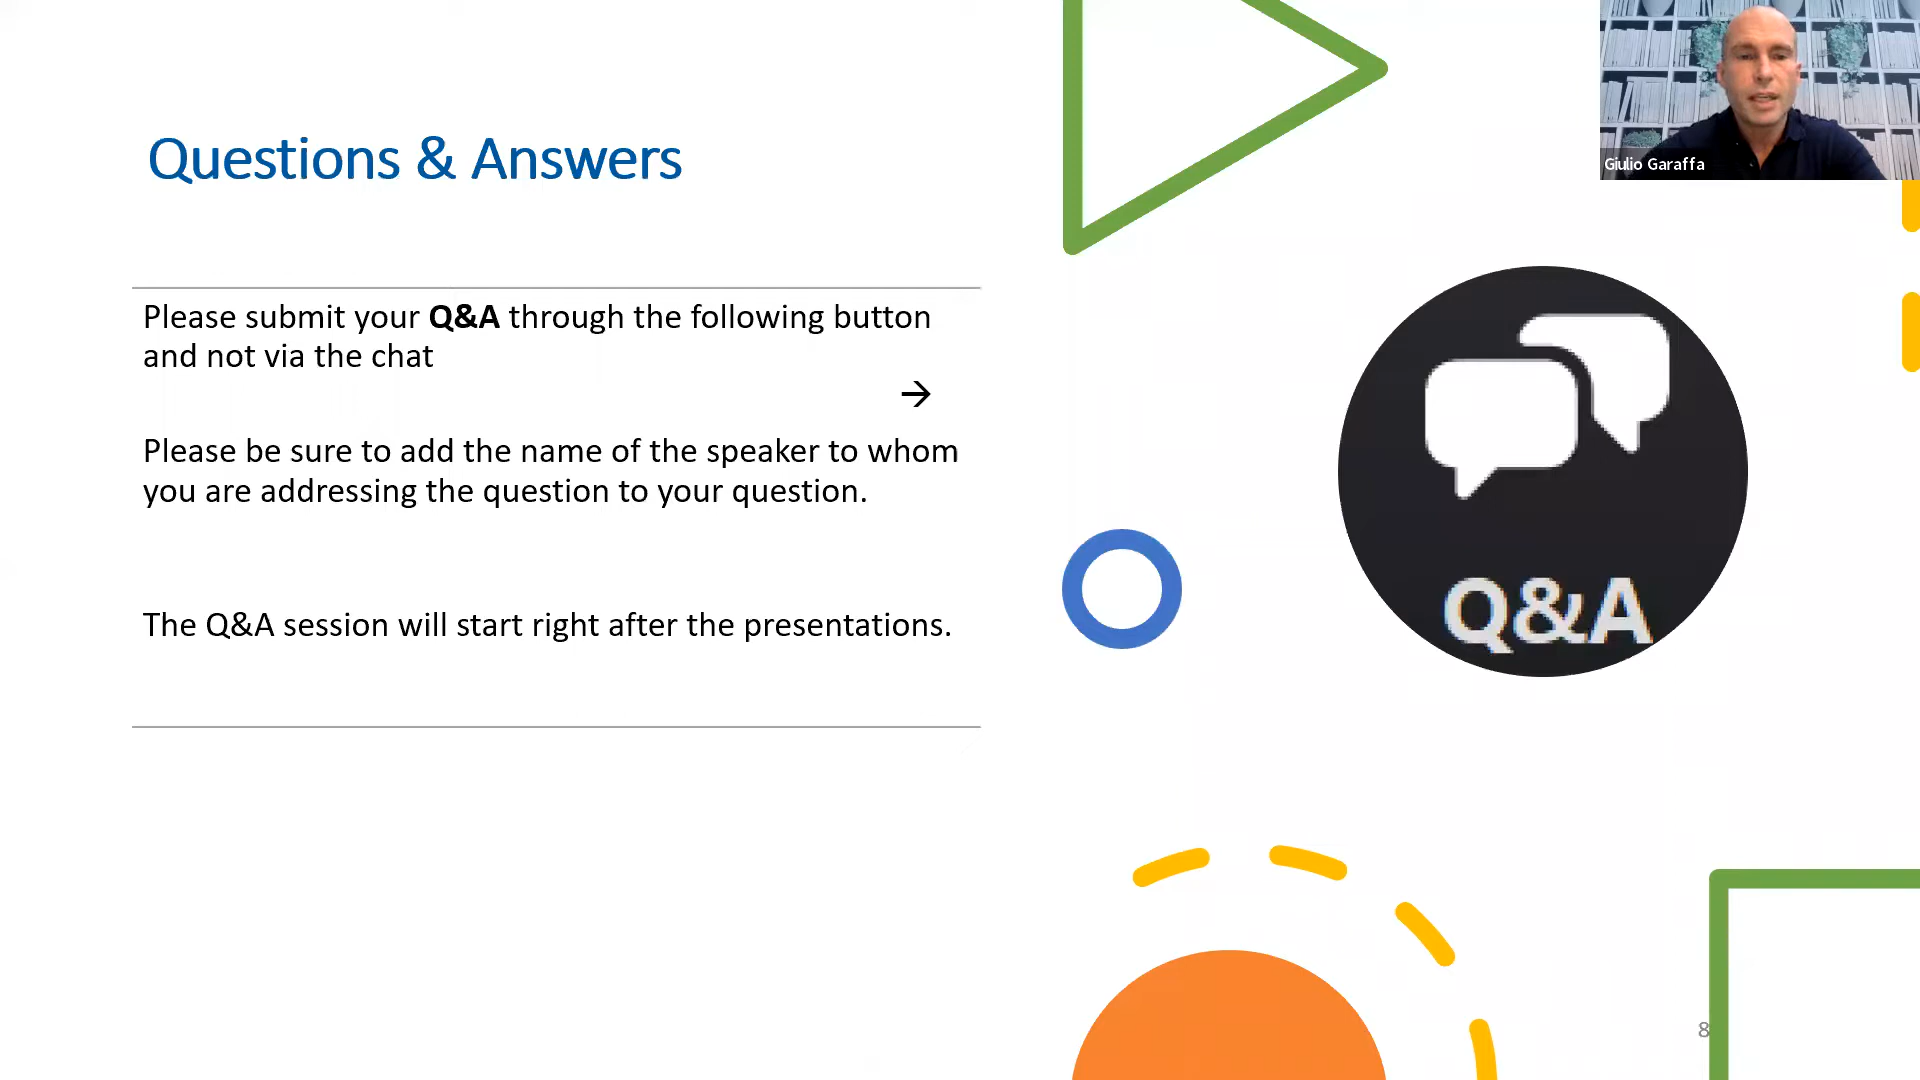 Questions & Answers
Giulio Garaffa
Please submit your Q&A through the following button
and not via the chat
→
Please be sure to add the name of the speaker to whom
you are addressing the question to your question.
The Q&A session will start right after the presentations.
Q&A
8